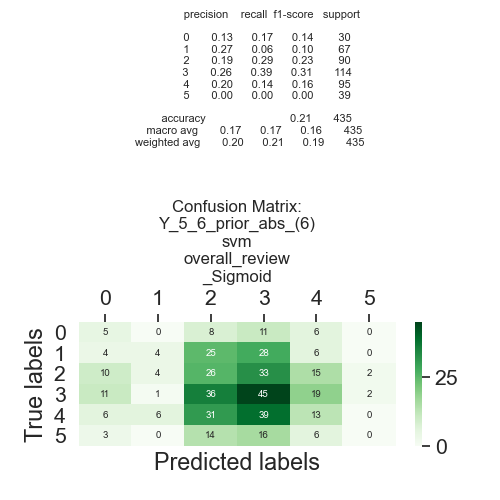 precision recall f1-score support
0 0.13 0.17 0.14 30
1 0.27 0.06 0.10 67
2 0.19 0.29 0.23 90
3 0.26 0.39 0.31 114
4 0.20 0.14 0.16 95
5 0.00 0.00 0.00 39
accuracy 0.21 435
macro avg 0.17 0.17 0.16 435
weighted avg 0.20 0.21 0.19 435
Confusion Matrix:
Y_5_6_prior_abs_(6)
svm
overall_review
_Sigmoid
0 1 2 3 4 5
True labels
0 5 0 8 11 6 0
1 4 4 25 28 6 0
2 10 4 26 33 15 2
3 11 1 36 45 19 2
4 6 6 31 39 13 0
5 3 0 14 16 6 0
Predicted labels
25
0